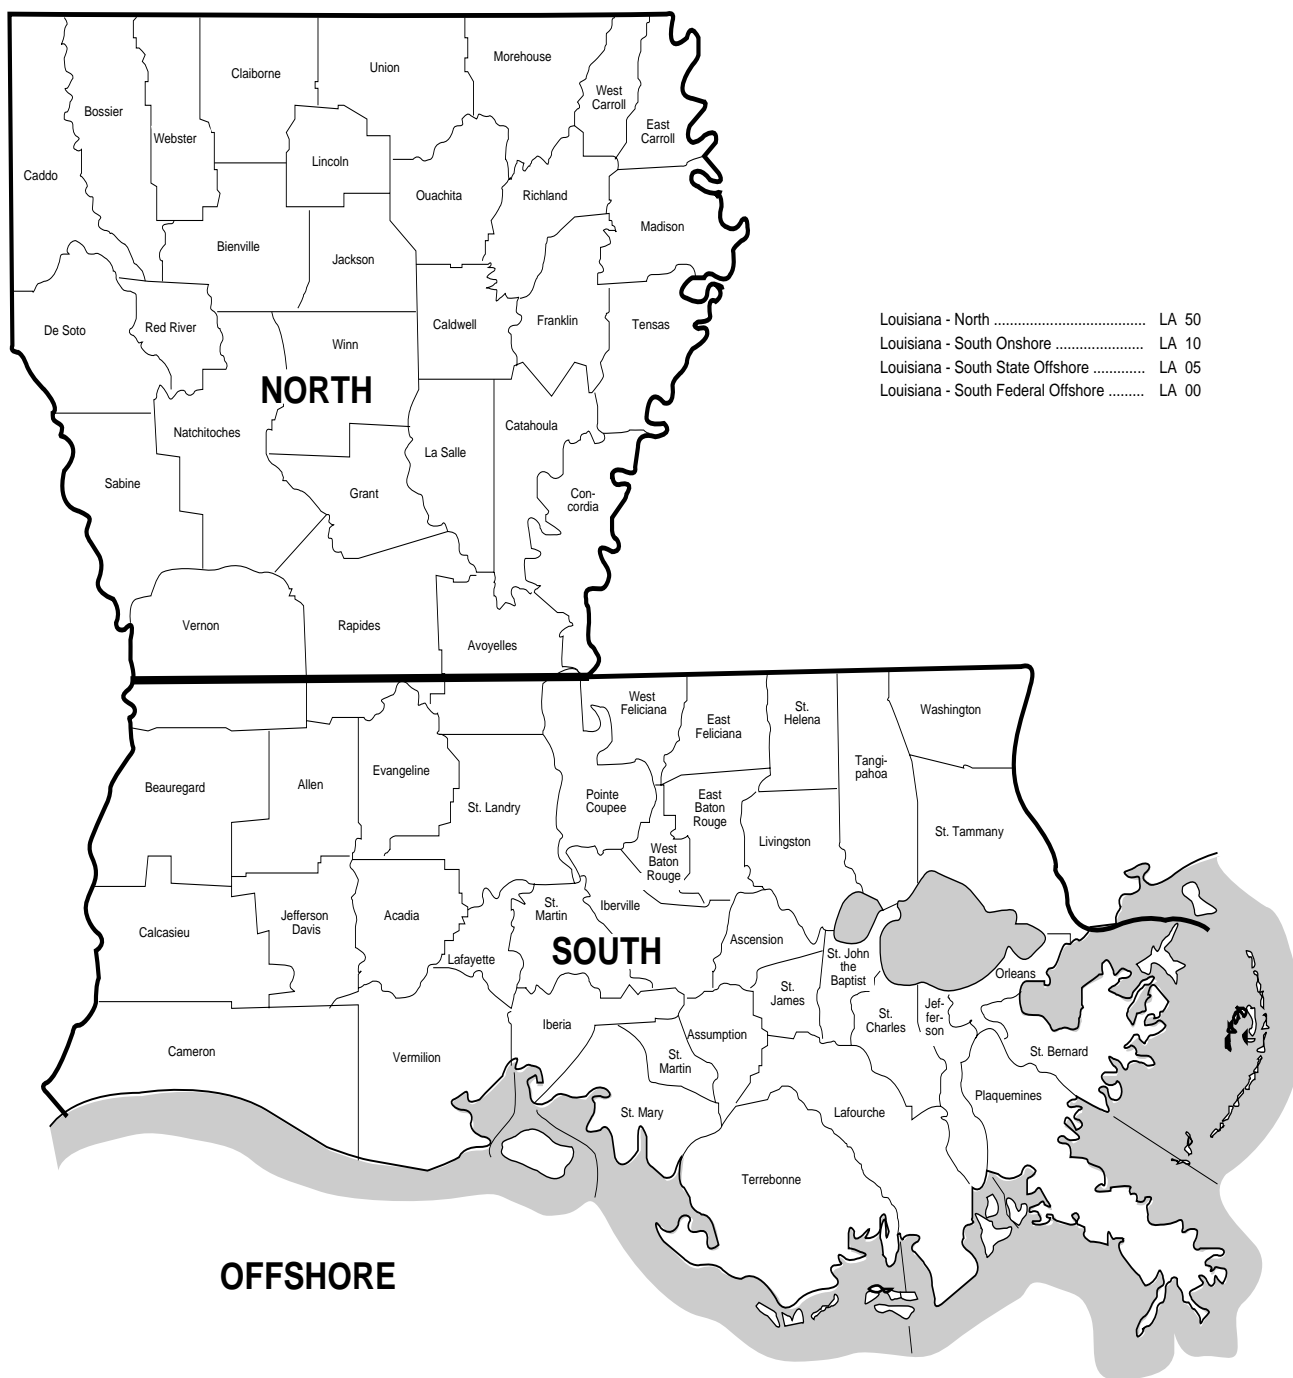 Morehouse
Union
Claiborne
West
Carroll
Bossier
East
Carroll
Webster
Lincoln
Caddo
Ouachita
Richland
Madison
Bienville
Jackson
De Soto
Red River
Caldwell
Franklin
Tensas
Winn
NORTH
Natchitoches
Catahoula
La Salle
Sabine
Grant
Con-
cordia
Vernon
Rapides
Avoyelles
Louisiana - North ..................................... LA 50
Louisiana - South Onshore ...................... LA 10
Louisiana - South State Offshore ............. LA 05
Louisiana - South Federal Offshore ......... LA 00
West
Feliciana
East
Feliciana
St.
Helena
Washington
Tangi-
pahoa
Beauregard
Allen
Evangeline
St. Landry
Pointe
Coupee
East
Baton
Rouge
West
Baton
Rouge
Livingston
St. Tammany
Calcasieu
Jefferson
Davis
Acadia
Lafayette
St.
Martin
Iberville
SOUTH
Ascension
St. John
the
Baptist
Orleans
St.
James
St.
Charles
Jef-
fer-
son
Cameron
Vermilion
Iberia
Assumption
St.
Martin
St. Bernard
St. Mary
Lafourche
Plaquemines
Terrebonne
OFFSHORE